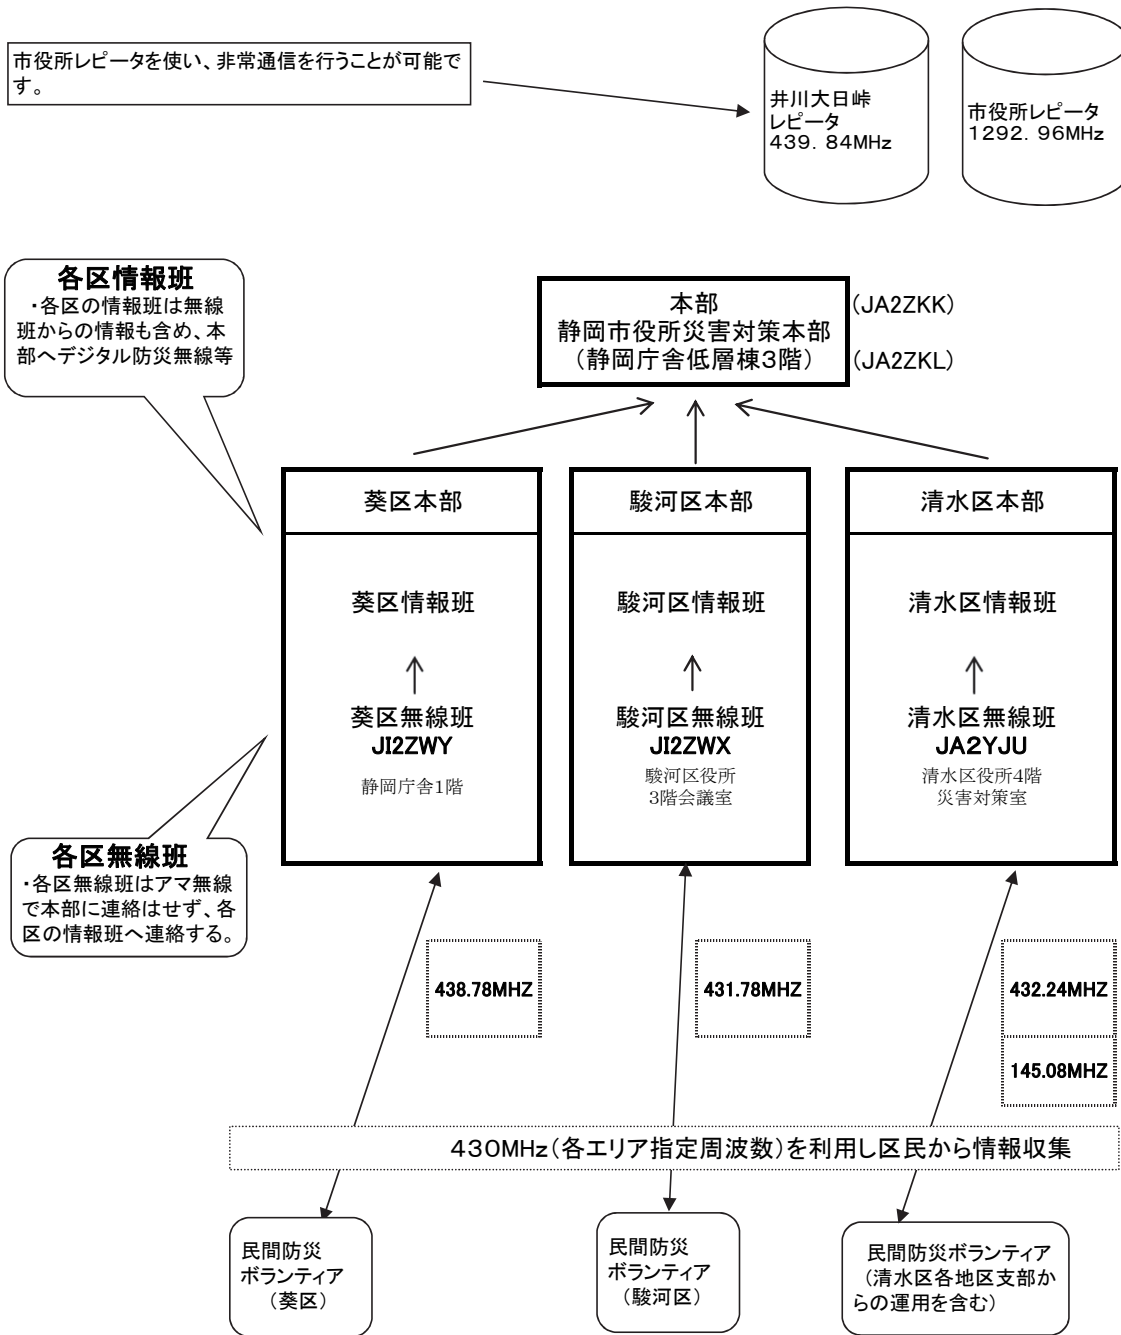 市役所レピータを使い、非常通信を行うことが可能で
す。
井川大日峠
レピータ
439．84MHz
市役所レピータ
1292．96MHz
各区情報班
・各区の情報班は無線
班からの情報も含め、本
部へデジタル防災無線等
本部
静岡市役所災害対策本部
（静岡庁舎低層棟3階）
(JA2ZKK)
(JA2ZKL)
葵区本部
葵区情報班
葵区無線班
JI2ZWY
静岡庁舎1階
駿河区本部
駿河区情報班
駿河区無線班
JI2ZWX
駿河区役所
3階会議室
清水区本部
清水区情報班
清水区無線班
JA2YJU
清水区役所4階
災害対策室
各区無線班
・各区無線班はアマ無線
で本部に連絡はせず、各
区の情報班へ連絡する。
438.78MHZ
431.78MHZ
432.24MHZ
145.08MHZ
430MHz（各エリア指定周波数）を利用し区民から情報収集
民間防災
ボランティア
（葵区）
民間防災
ボランティア
（駿河区）
民間防災ボランティア
（清水区各地区支部か
らの運用を含む）